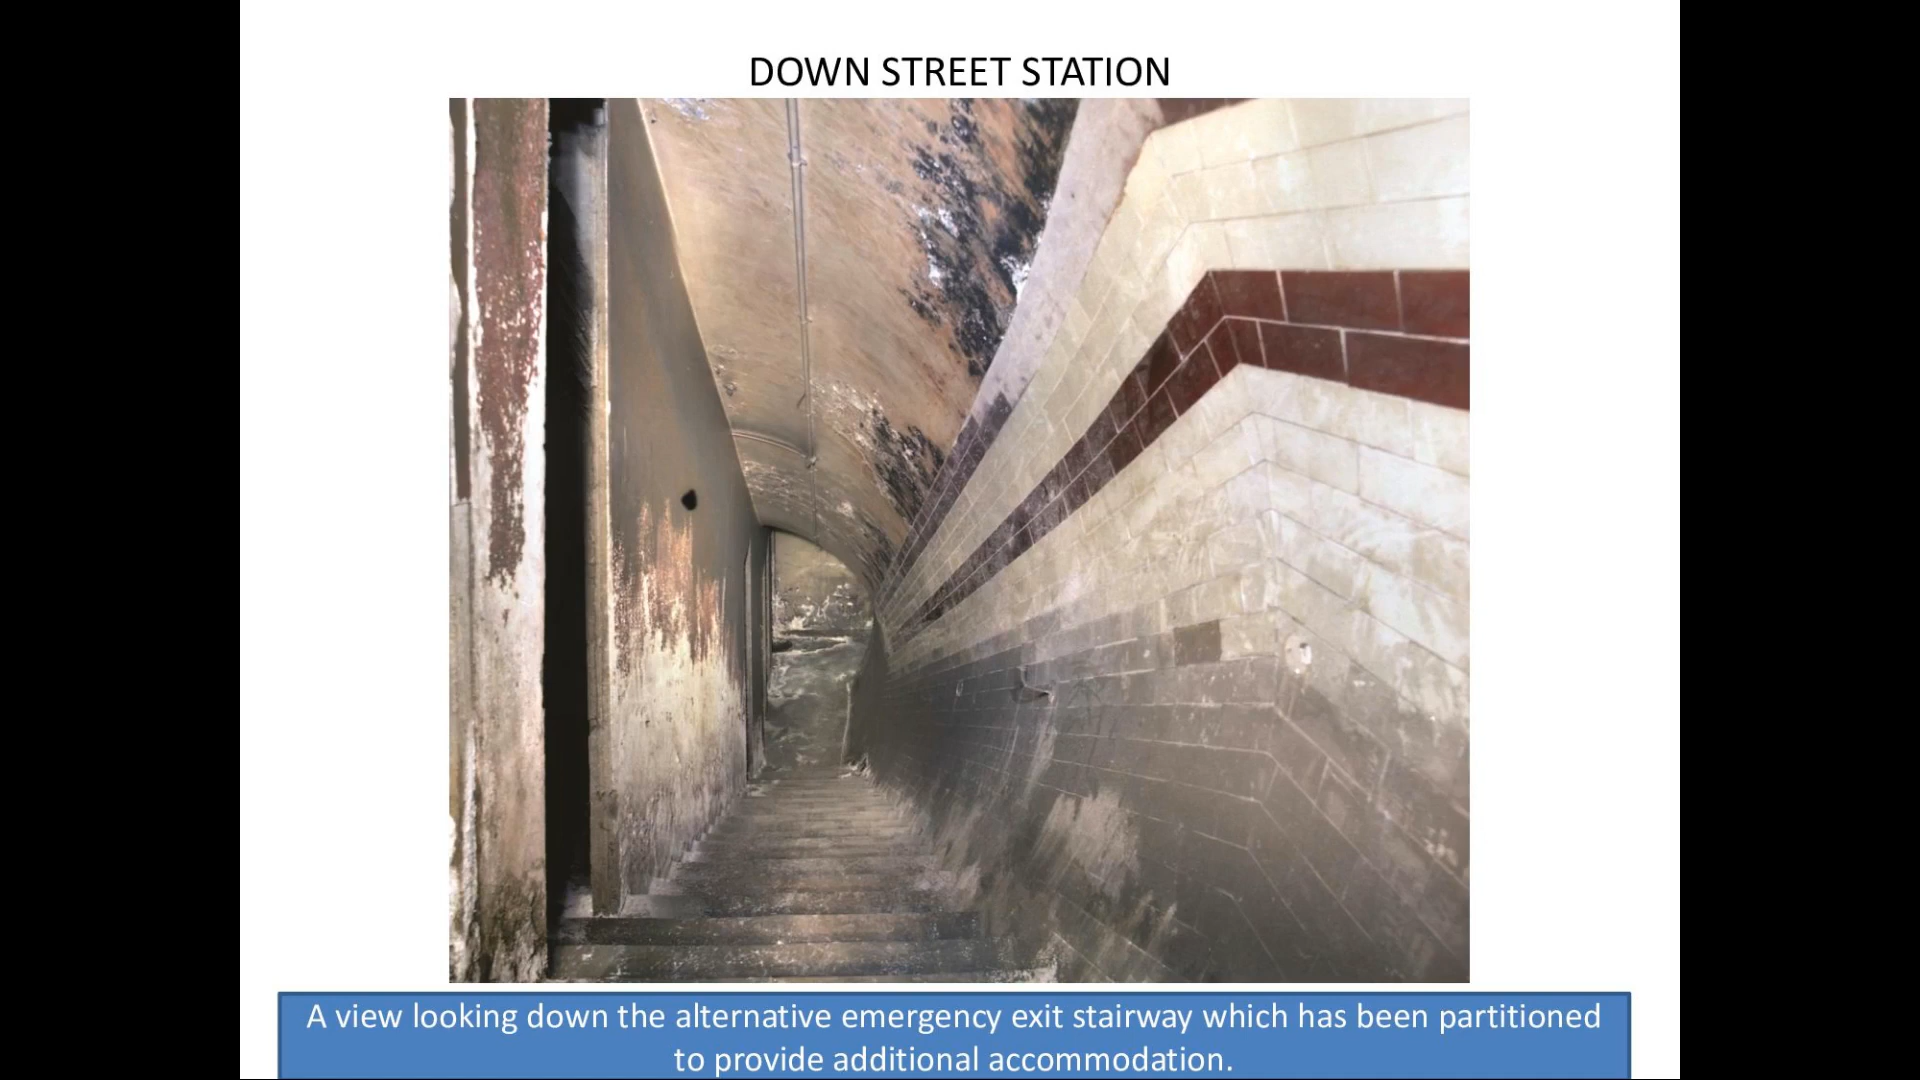 DOWN STREET STATION
A view looking down the alternative emergency exit stairway which has been partitioned
to provide additional accommodation.